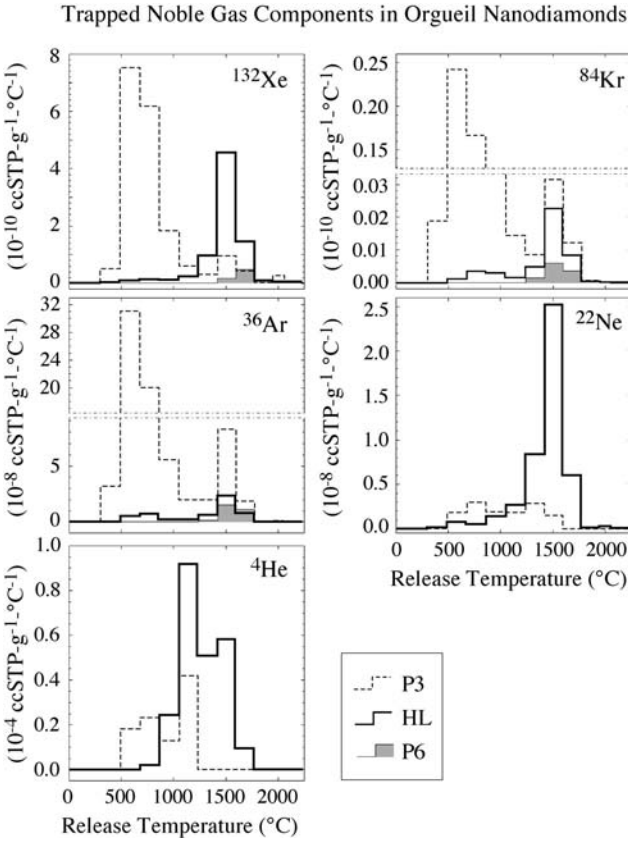 Trapped Noble Gas Components in Orgueil Nanodiamonds
8
6
4
2
0
(10-10 ccSTP-g-1-°C-1)
132Xe
0.25
0.20
0.15
0.03
0.01
0.00
(10-10 ccSTP-g-1-°C-1)
84Kr
32
28
24
20
5
0
(10-8 ccSTP-g-1-°C-1)
36Ar
2.5
2.0
1.5
1.0
0.5
0.0
(10-8 ccSTP-g-1-°C-1)
22Ne
0 500 1000 1500 2000
Release Temperature (°C)
1.0
0.8
0.6
0.4
0.2
0.0
(10-4 ccSTP-g-1-°C-1)
4He
0 500 1000 1500 2000
Release Temperature (°C)
P3
HL
P6